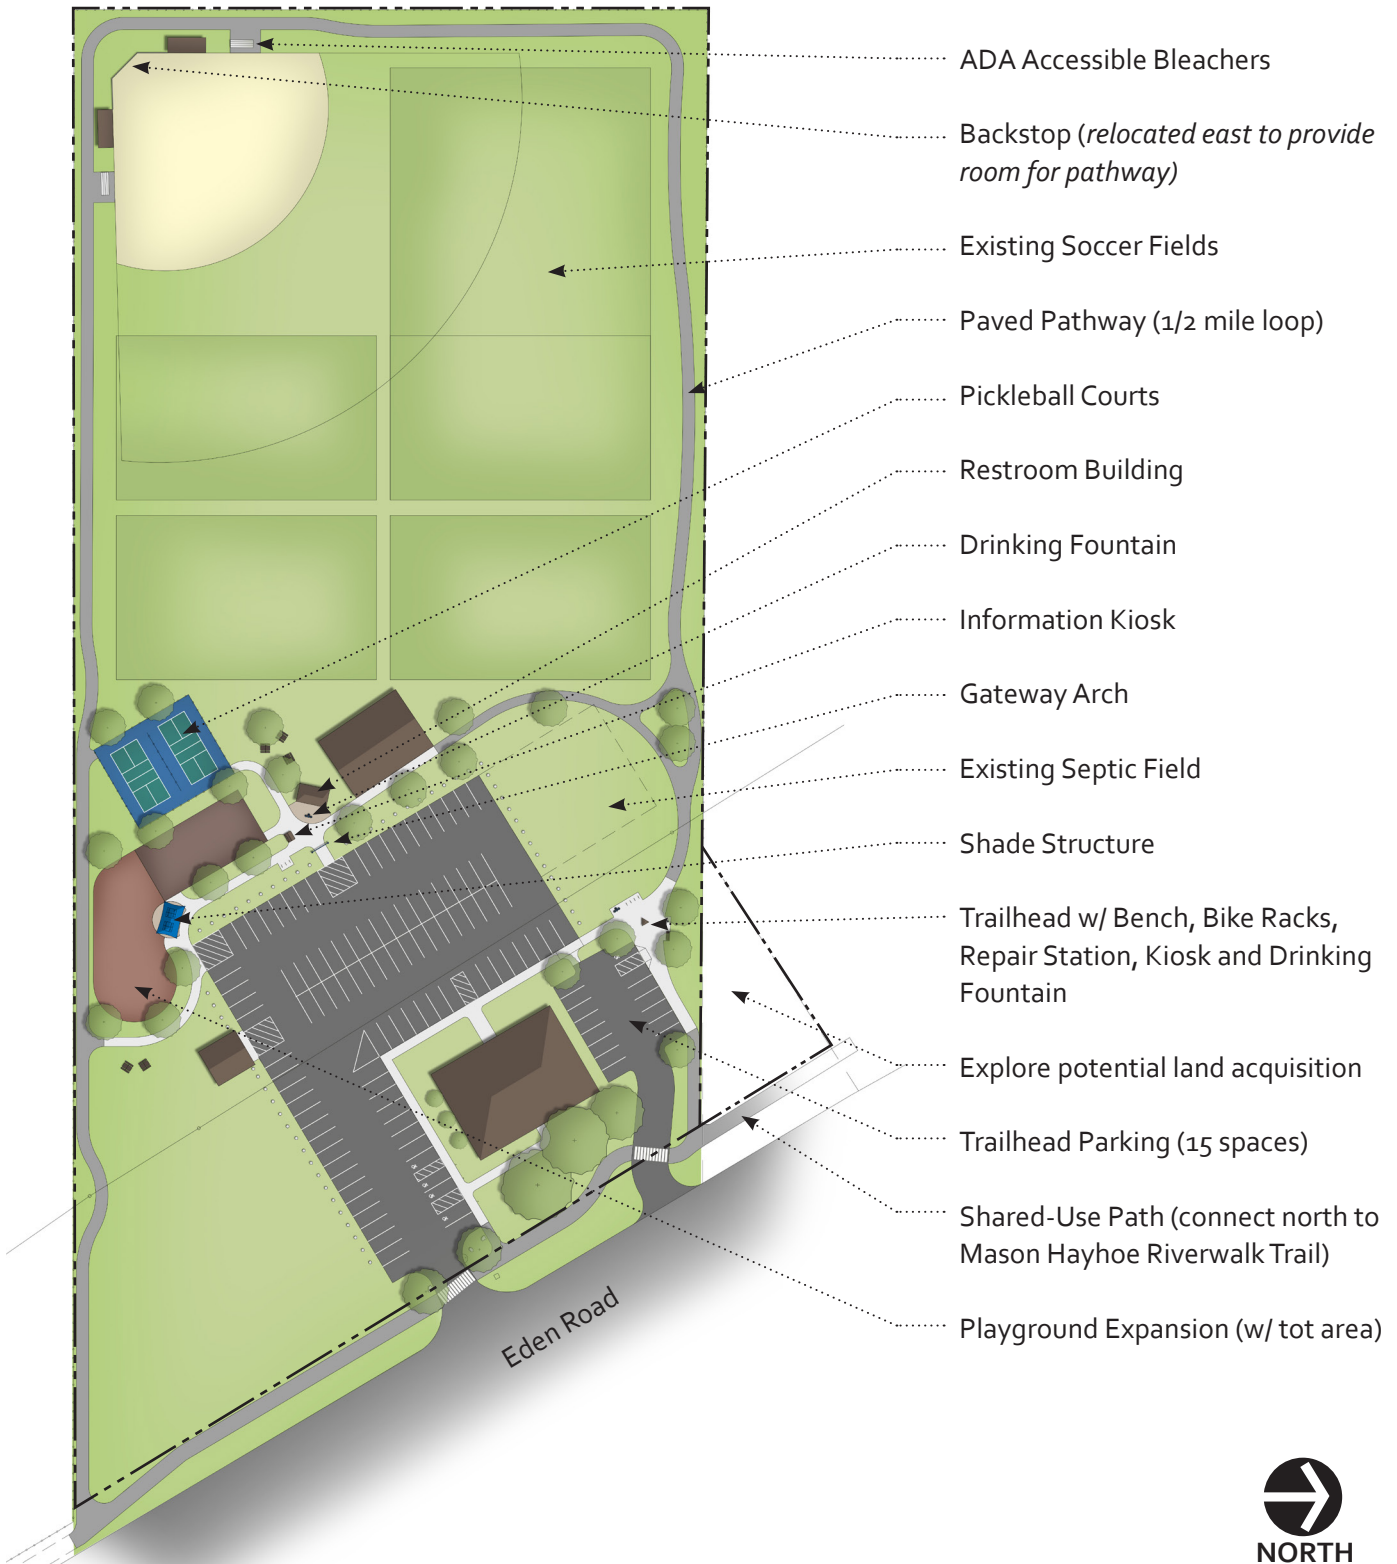 ADA Accessible Bleachers
Backstop (relocated east to provide
room for pathway)
Existing Soccer Fields
Paved Pathway (1/2 mile loop)
Pickleball Courts
Restroom Building
Drinking Fountain
Information Kiosk
Gateway Arch
Existing Septic Field
Shade Structure
Trailhead w/ Bench, Bike Racks,
Repair Station, Kiosk and Drinking
Fountain
Explore potential land acquisition
Trailhead Parking (15 spaces)
Shared-Use Path (connect north to
Mason Hayhoe Riverwalk Trail)
Playground Expansion (w/ tot area)
Eden Road
NORTH